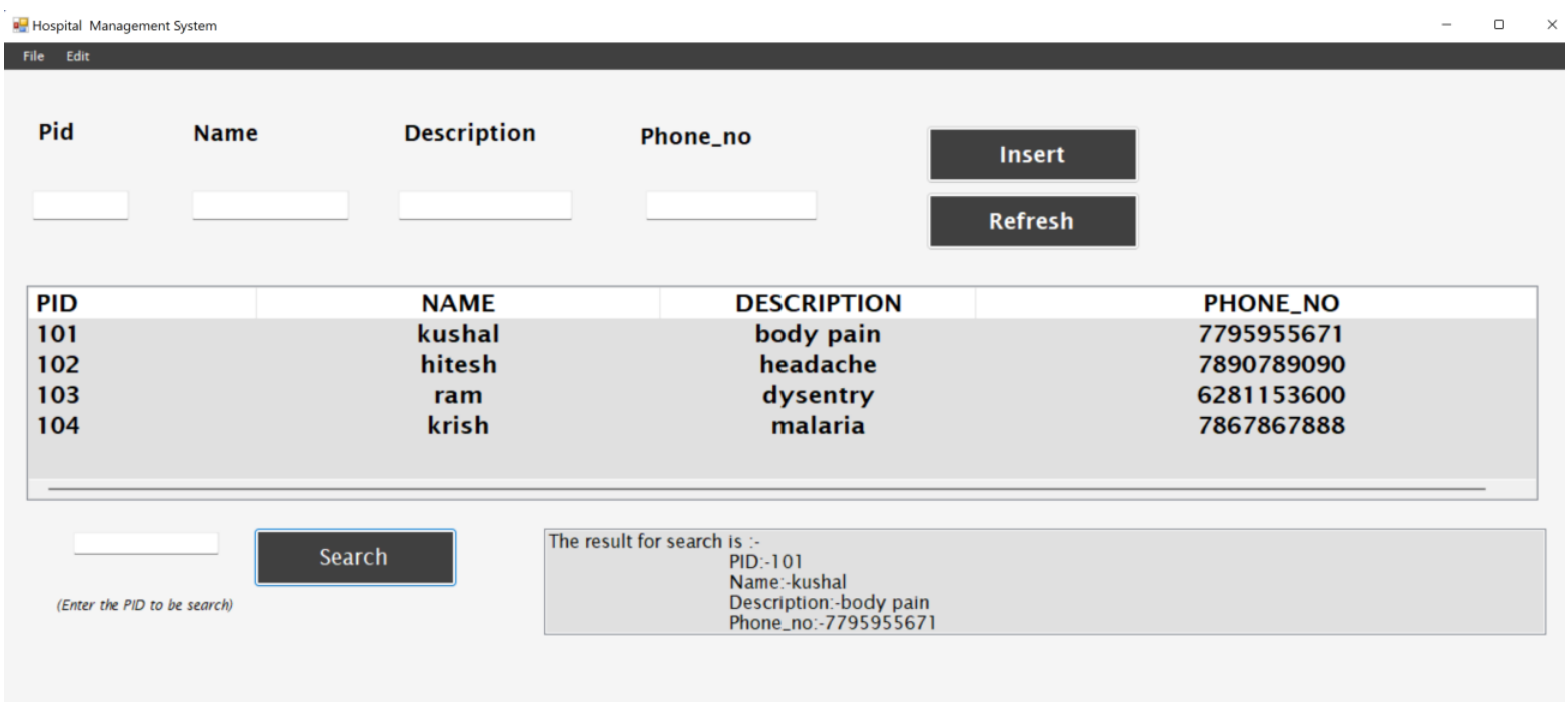 Hospital  Management System
File Edit
Pid Name Description Phone_no
Insert
Refresh
PID NAME DESCRIPTION PHONE_NO
101 kushal body pain 7795955671
102 hitesh headache 7890789090
103 ram dysentry 6281153600
104 krish malaria 7867867888
Search
(Enter the PID to be search)
The result for search is :-
PID:-101
Name:-kushal
Description:-body pain
Phone_no:-7795955671